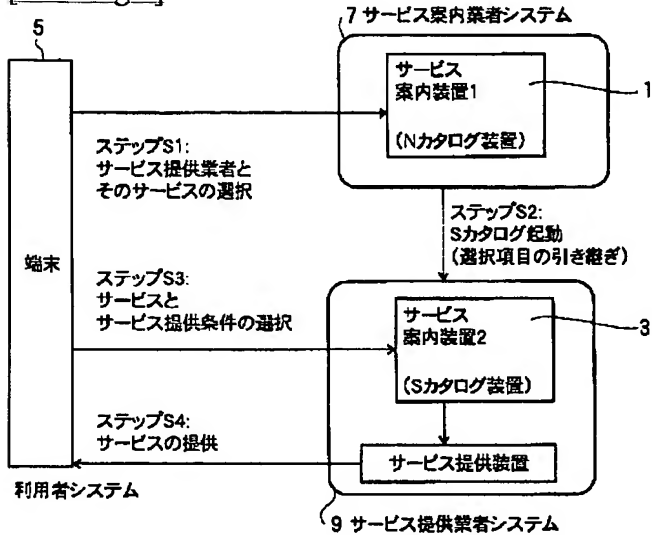 5
7 サービス案内業者システム
サービス
案内装置1
(Nカタログ装置)
1
ステップS1:
サービス提供業者と
そのサービスの選択
ステップS2:
Sカタログ起動
(選択項目の引き継ぎ)
端末
ステップS3:
サービスと
サービス提供条件の選択
サービス
案内装置2
(Sカタログ装置)
3
ステップS4:
サービスの提供
サービス提供装置
利用者システム
9 サービス提供業者システム